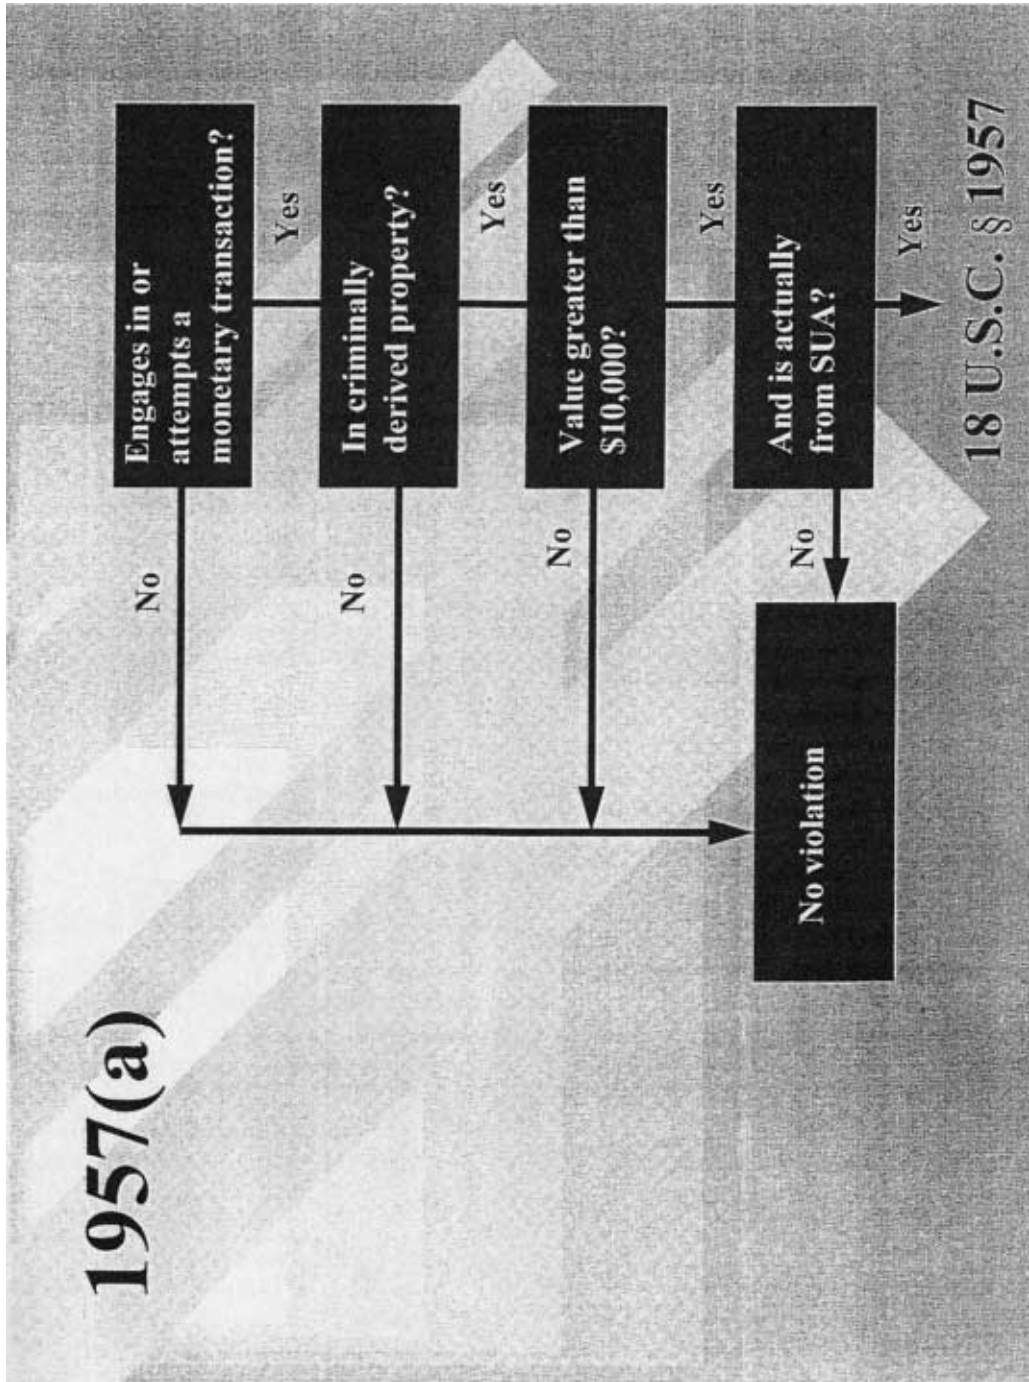 1957(a)
Engages in or
attempts a
monetary transaction?
No
Yes
In criminally
derived property?
No
Yes
Value greater than
$10,000?
No
Yes
And is actually
from SUA?
No
Yes
No violation
18 U.S.C. § 1957